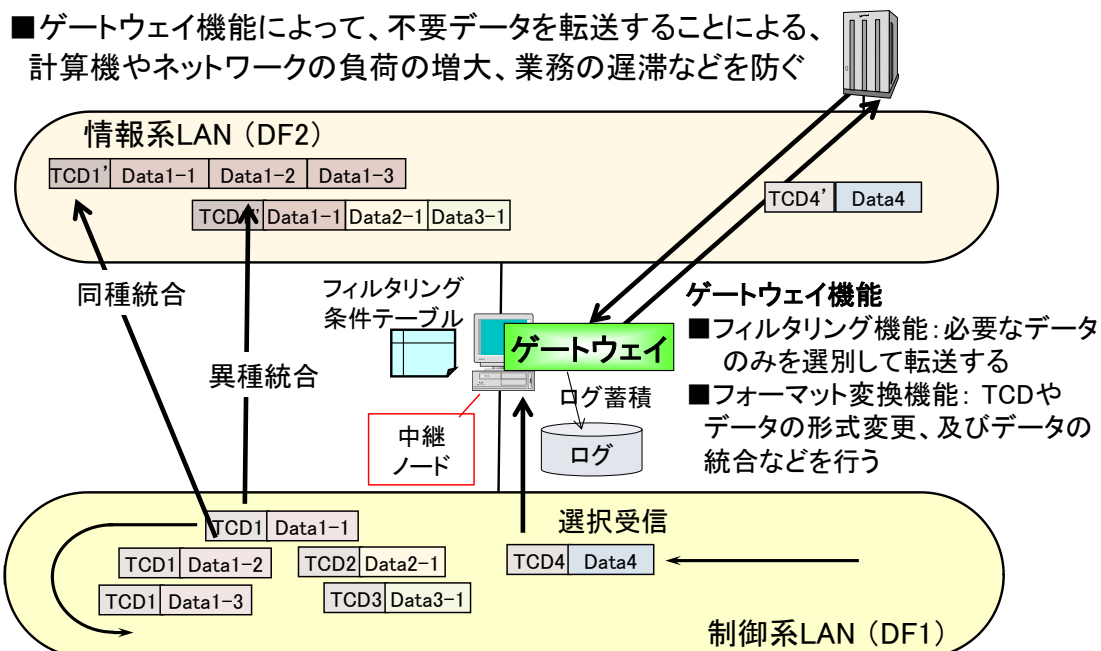 ■ゲートウェイ機能によって、不要データを転送することによる、
計算機やネットワークの負荷の増大、業務の遅滞などを防ぐ
情報系LAN（DF2）
TCD1’ Data1-1 Data1-2 Data1-3
Data1-1 Data2-1 Data3-1
TCD4’ Data4
同種統合
異種統合
フィルタリング
条件テーブル
ゲートウェイ
ログ蓄積
ログ
中継
ノード
ゲートウェイ機能
■フィルタリング機能：必要なデータ
のみを選別して転送する
■フォーマット変換機能： TCDや
データの形式変更、及びデータの
統合などを行う
選択受信
TCD1 Data1-1
TCD1 Data1-2
TCD2 Data2-1
TCD4 Data4
TCD1 Data1-3
TCD3 Data3-1
制御系LAN（DF1）